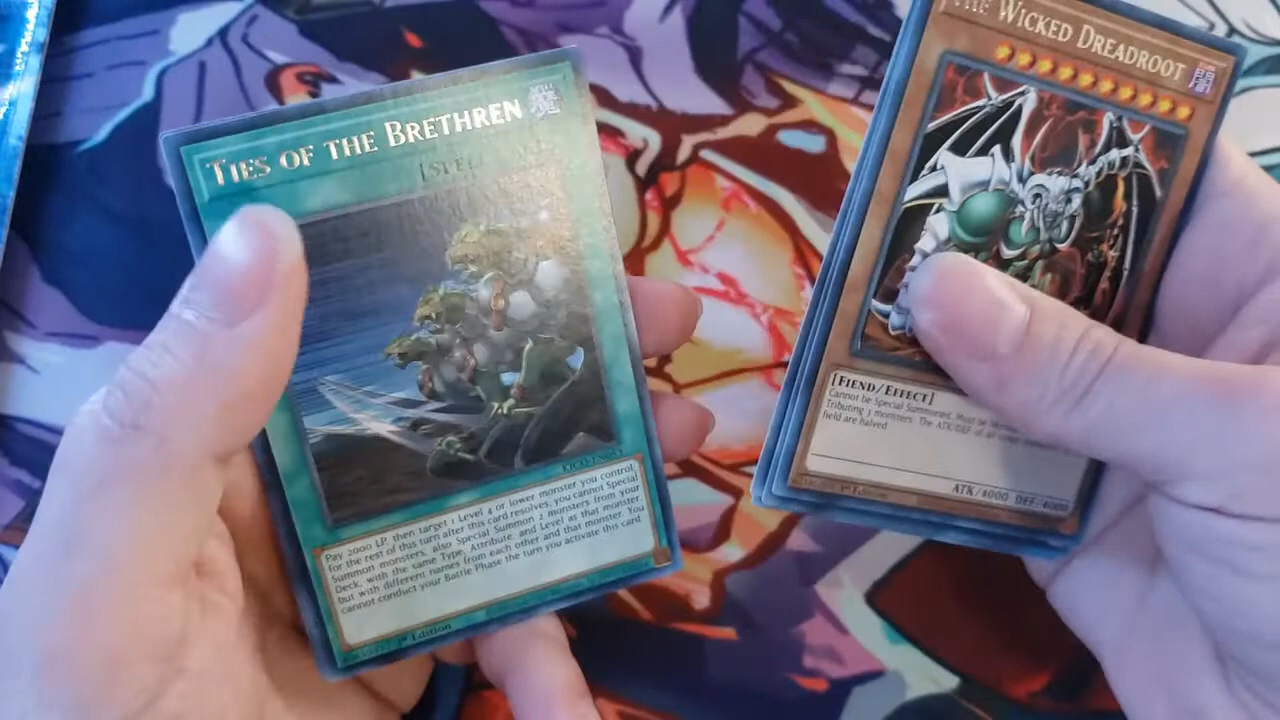 TIES OF THE BRETHREN
[SPELL
Pay 2000 LP, then target 1 Level 4 or lower monster you control;
for the rest of this turn after this card resolves, you cannot Special
Summon monsters, also Special Summon 2 monsters from your
Deck, with the same Type, Attribute, and Level as that monster
but with different names from each other and that monster. You
cannot conduct your Battle Phase the turn you activate this card.
1st Edition
THE WICKED DREADROOT
[FIEND/EFFECT]
Cannot be Special Summoned. Must be
Tributing 3 monsters. The ATK/DEF of all
field are halved
1st Edition
ATK/4000 DEF/4000